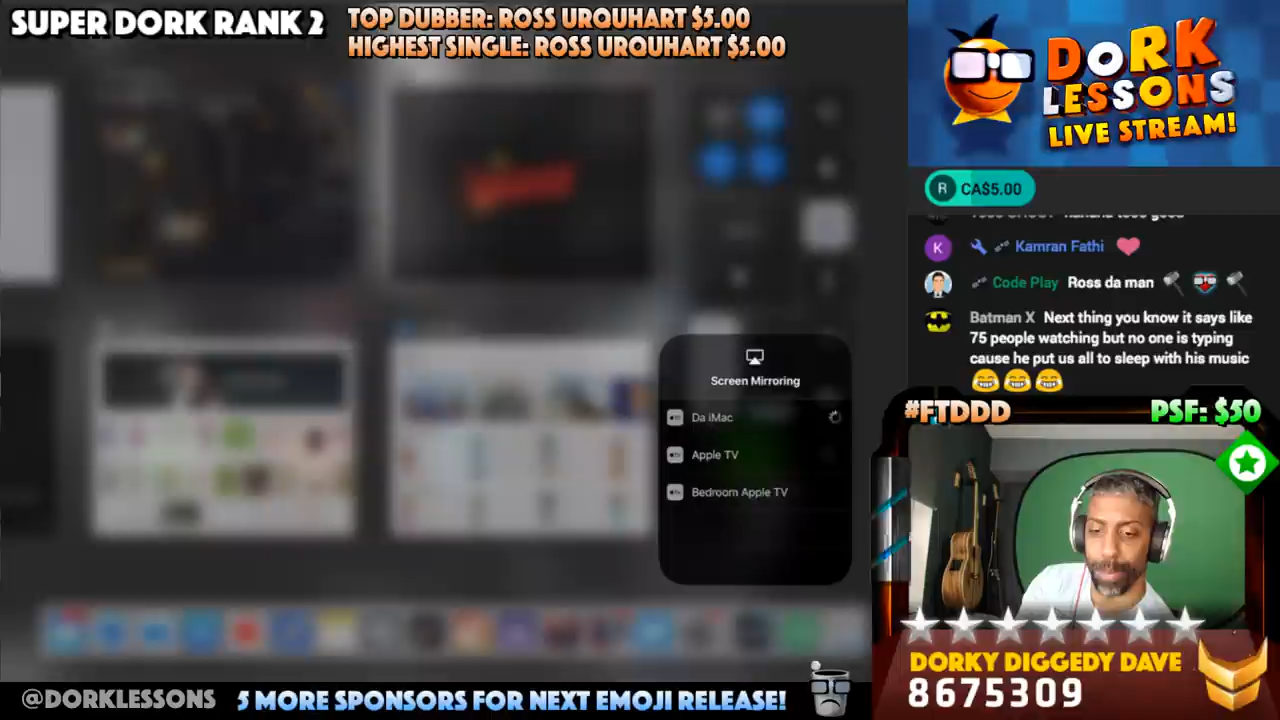 SUPER DORK RANK 2
TOP DUBBER: ROSS URQUHART $5.00
HIGHEST SINGLE: ROSS URQUHART $5.00
DORK
LESSONS
LIVE STREAM!
R CA$5.00
K Kamran Fathi
Code Play Ross da man
Batman X Next thing you know it says like
75 people watching but no one is typing
cause he put us all to sleep with his music
Screen Mirroring
Da iMac
Apple TV
Bedroom Apple TV
#FTDDD
PSF: $50
DORKY DIGGEDY DAVE
8675309
@DORKLESSONS
5 MORE SPONSORS FOR NEXT EMOJI RELEASE!